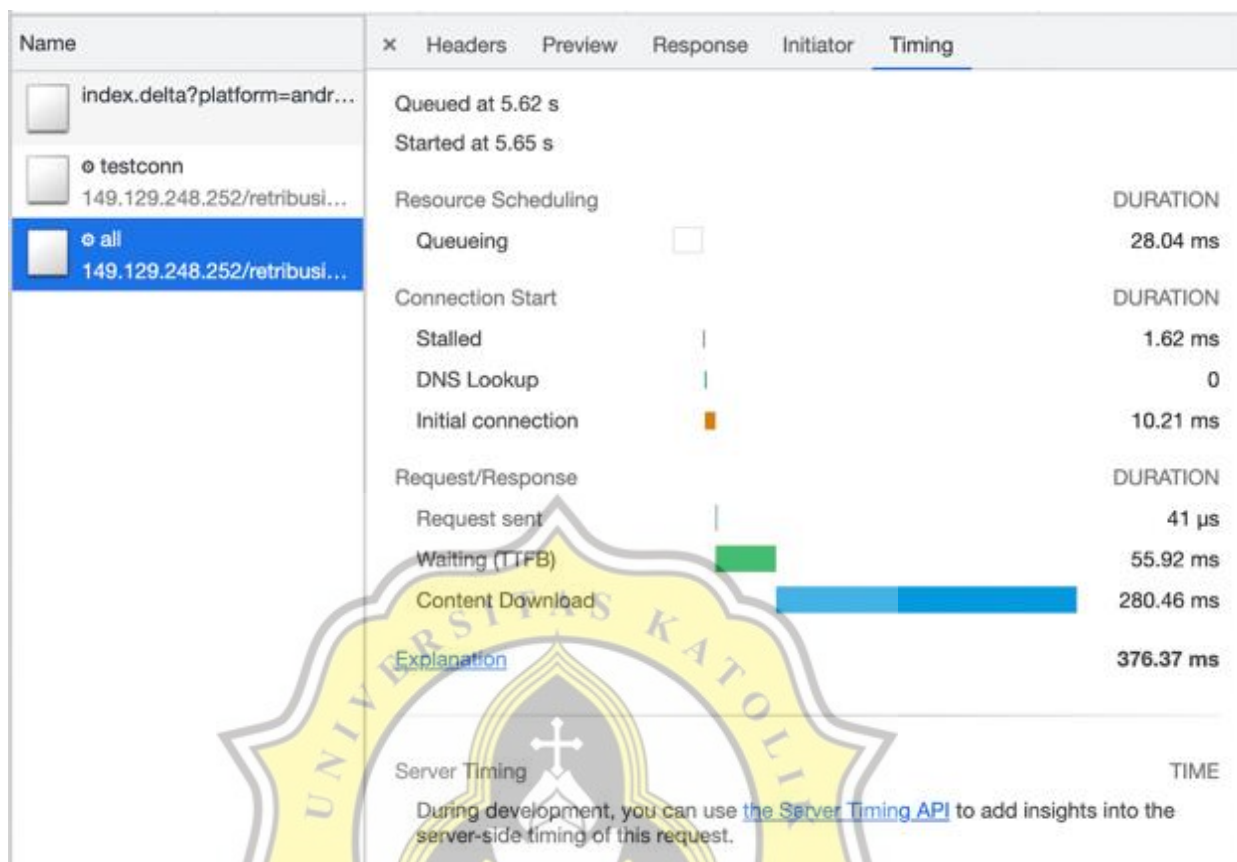 Name
index.delta?platform=andr...
testconn
149.129.248.252/retribusi...
all
149.129.248.252/retribusi...
× Headers Preview Response Initiator Timing
Queued at 5.62 s
Started at 5.65 s
Resource Scheduling DURATION
Queueing 28.04 ms
Connection Start DURATION
Stalled 1.62 ms
DNS Lookup 0
Initial connection 10.21 ms
Request/Response DURATION
Request sent 41 µs
Waiting (TTFB) 55.92 ms
Content Download 280.46 ms
Explanation 376.37 ms
Server Timing TIME
During development, you can use the Server Timing API to add insights into the
server-side timing of this request.
UNIVERSITAS KATOLIK